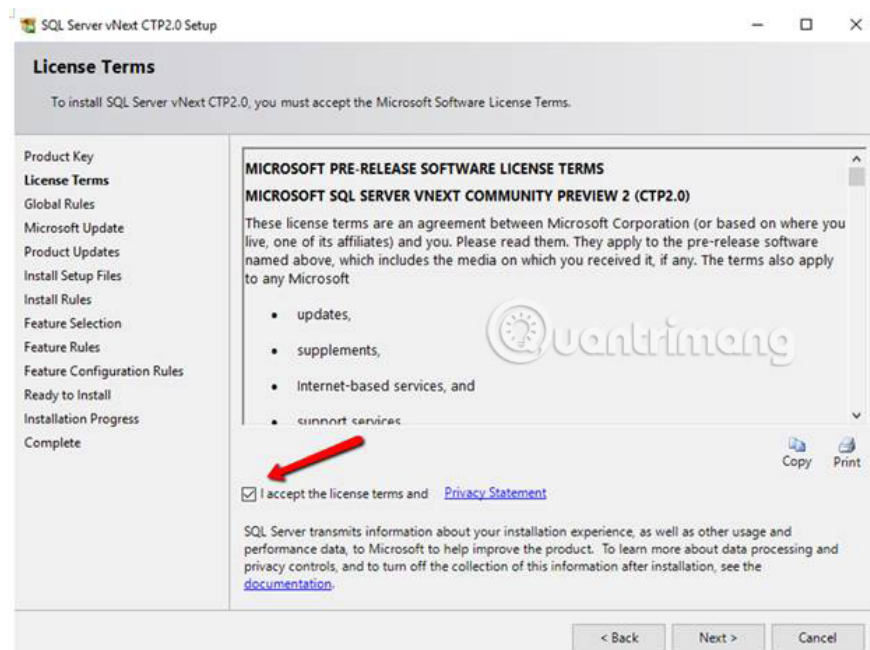 SQL Server vNext CTP2.0 Setup
License Terms
To install SQL Server vNext CTP2.0, you must accept the Microsoft Software License Terms.
Product Key
License Terms
Global Rules
Microsoft Update
Product Updates
Install Setup Files
Install Rules
Feature Selection
Feature Rules
Feature Configuration Rules
Ready to Install
Installation Progress
Complete
MICROSOFT PRE-RELEASE SOFTWARE LICENSE TERMS
MICROSOFT SQL SERVER VNEXT COMMUNITY PREVIEW 2 (CTP2.0)
These license terms are an agreement between Microsoft Corporation (or based on where you
live, one of its affiliates) and you. Please read them. They apply to the pre-release software
named above, which includes the media on which you received it, if any. The terms also apply
to any Microsoft
• updates,
• supplements,
• Internet-based services, and
• support services
Quantrimang
Copy
Print
I accept the license terms and Privacy Statement
SQL Server transmits information about your installation experience, as well as other usage and
performance data, to Microsoft to help improve the product. To learn more about data processing and
privacy controls, and to turn off the collection of this information after installation, see the
documentation.
< Back
Next >
Cancel